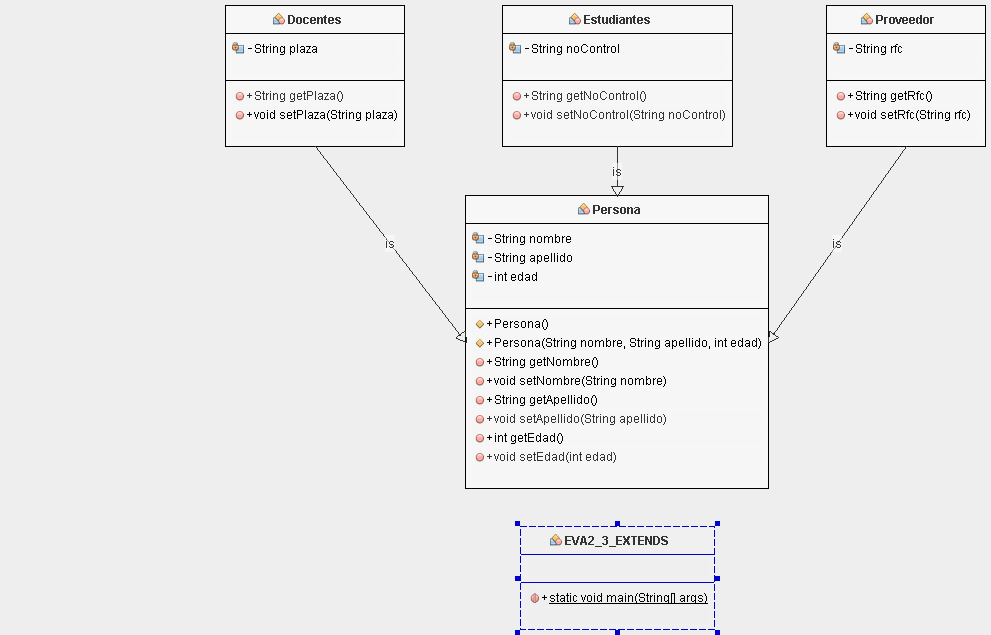 Docentes
- String plaza
+ String getPlaza()
+ void setPlaza(String plaza)
Estudiantes
- String noControl
+ String getNoControl()
+ void setNoControl(String noControl)
Proveedor
- String rfc
+ String getRfc()
+ void setRfc(String rfc)
is
is
is
Persona
- String nombre
- String apellido
- int edad
+ Persona()
+ Persona(String nombre, String apellido, int edad)
+ String getNombre()
+ void setNombre(String nombre)
+ String getApellido()
+ void setApellido(String apellido)
+ int getEdad()
+ void setEdad(int edad)
EVA2_3_EXTENDS
+ static void main(String[] args)